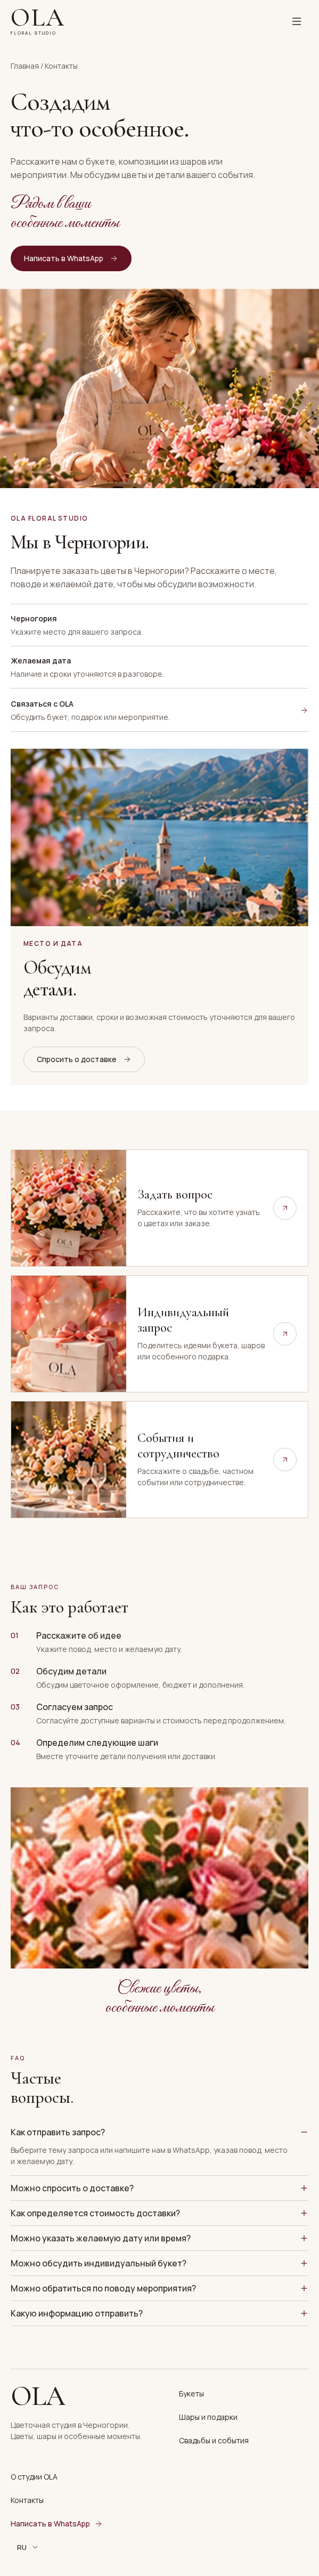 OLA
FLORAL STUDIO
Главная / Контакты
Создадим
что-то особенное.
Расскажите нам о букете, композиции из шаров или
мероприятии. Мы обсудим цветы и детали вашего события.
Рядом в ваши
особенные моменты
Написать в WhatsApp
OLA
OLA FLORAL STUDIO
Мы в Черногории.
Планируете заказать цветы в Черногории? Расскажите о месте,
поводе и желаемой дате, чтобы мы обсудили возможности.
Черногория
Укажите место для вашего запроса.
Желаемая дата
Наличие и сроки уточняются в разговоре.
Связаться с OLA
Обсудить букет, подарок или мероприятие.
МЕСТО И ДАТА
Обсудим
детали.
Варианты доставки, сроки и возможная стоимость уточняются для вашего
запроса.
Спросить о доставке
OLA
Задать вопрос
Расскажите, что вы хотите узнать
о цветах или заказе.
OLA
Индивидуальный
запрос
Поделитесь идеями букета, шаров
или особенного подарка.
OLA
События и
сотрудничество
Расскажите о свадьбе, частном
событии или сотрудничестве.
ВАШ ЗАПРОС
Как это работает
01 Расскажите об идее
Укажите повод, место и желаемую дату.
02 Обсудим детали
Обсудим цветочное оформление, бюджет и дополнения.
03 Согласуем запрос
Согласуйте доступные варианты и стоимость перед продолжением.
04 Определим следующие шаги
Вместе уточните детали получения или доставки.
Свежие цветы,
особенные моменты
FAQ
Частые
вопросы.
Как отправить запрос?
Выберите тему запроса или напишите нам в WhatsApp, указав повод, место
и желаемую дату.
Можно спросить о доставке?
Как определяется стоимость доставки?
Можно указать желаемую дату или время?
Можно обсудить индивидуальный букет?
Можно обратиться по поводу мероприятия?
Какую информацию отправить?
OLA
Цветочная студия в Черногории.
Цветы, шары и особенные моменты.
Букеты
Шары и подарки
Свадьбы и события
О студии OLA
Контакты
Написать в WhatsApp
RU